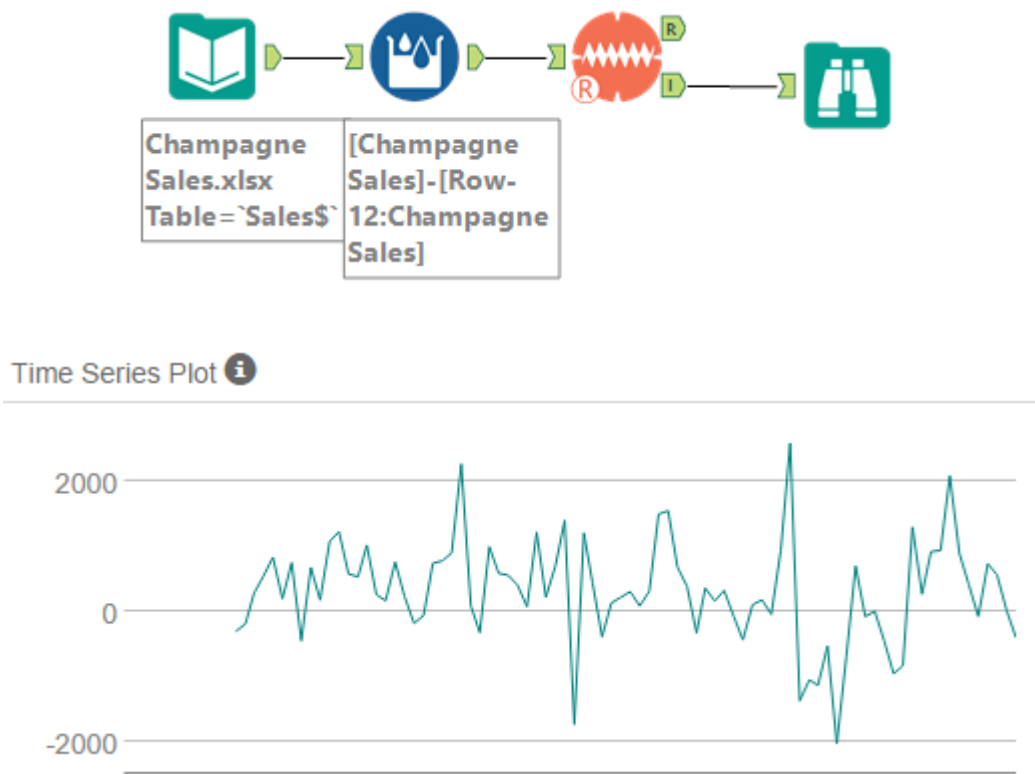 R
R
I
Champagne
Sales.xlsx
Table=`Sales$`
[Champagne
Sales]-[Row-
12:Champagne
Sales]
Time Series Plot i
2000
0
-2000